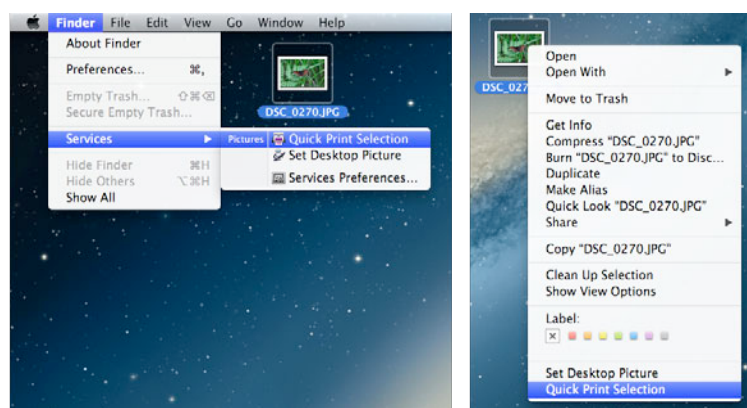 Finder File Edit View Go Window Help
About Finder
Preferences... ⌘,
Empty Trash... ⇧⌘⌫
Secure Empty Trash...
Services
Hide Finder ⌘H
Hide Others ⌥⌘H
Show All
DSC_0270.JPG
Pictures Quick Print Selection
Set Desktop Picture
Services Preferences...
DSC_027
Open
Open With
Move to Trash
Get Info
Compress "DSC_0270.JPG"
Burn "DSC_0270.JPG" to Disc...
Duplicate
Make Alias
Quick Look "DSC_0270.JPG"
Share
Copy "DSC_0270.JPG"
Clean Up Selection
Show View Options
Label:
Set Desktop Picture
Quick Print Selection